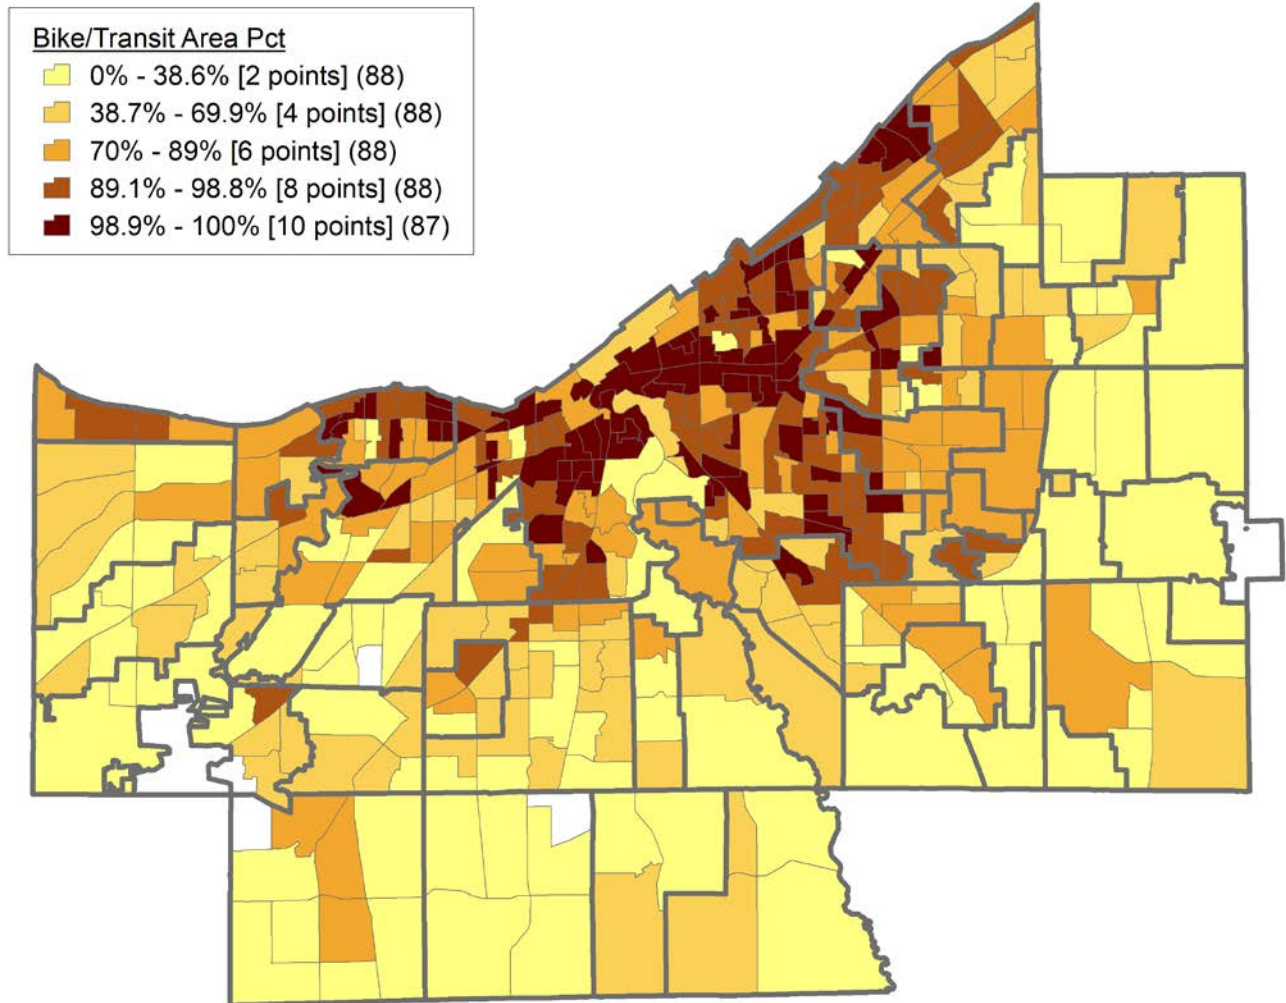 Bike/Transit Area Pct
0% - 38.6% [2 points] (88)
38.7% - 69.9% [4 points] (88)
70% - 89% [6 points] (88)
89.1% - 98.8% [8 points] (88)
98.9% - 100% [10 points] (87)